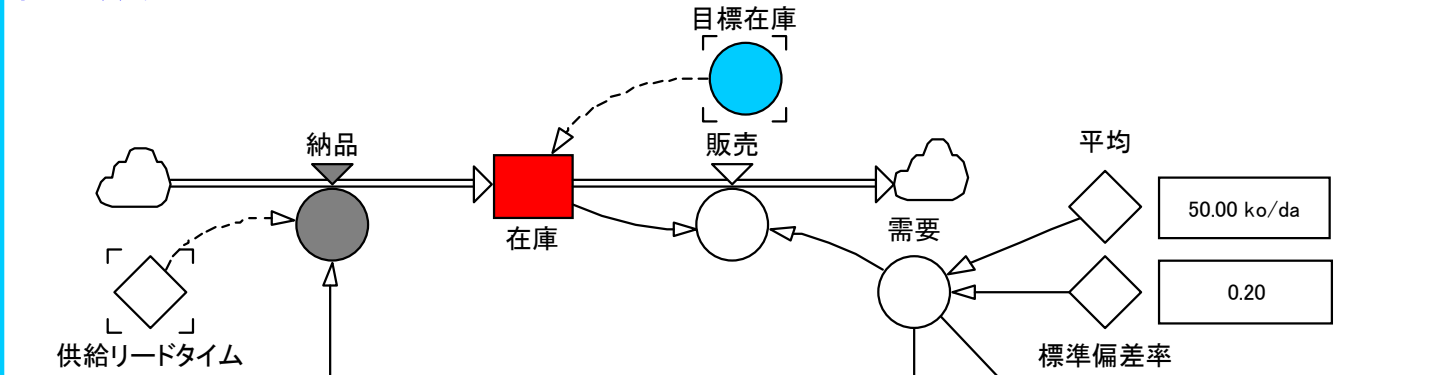 目標在庫
納品
販売
平均
50.00 ko/da
在庫
需要
0.20
供給リードタイム
標準偏差率